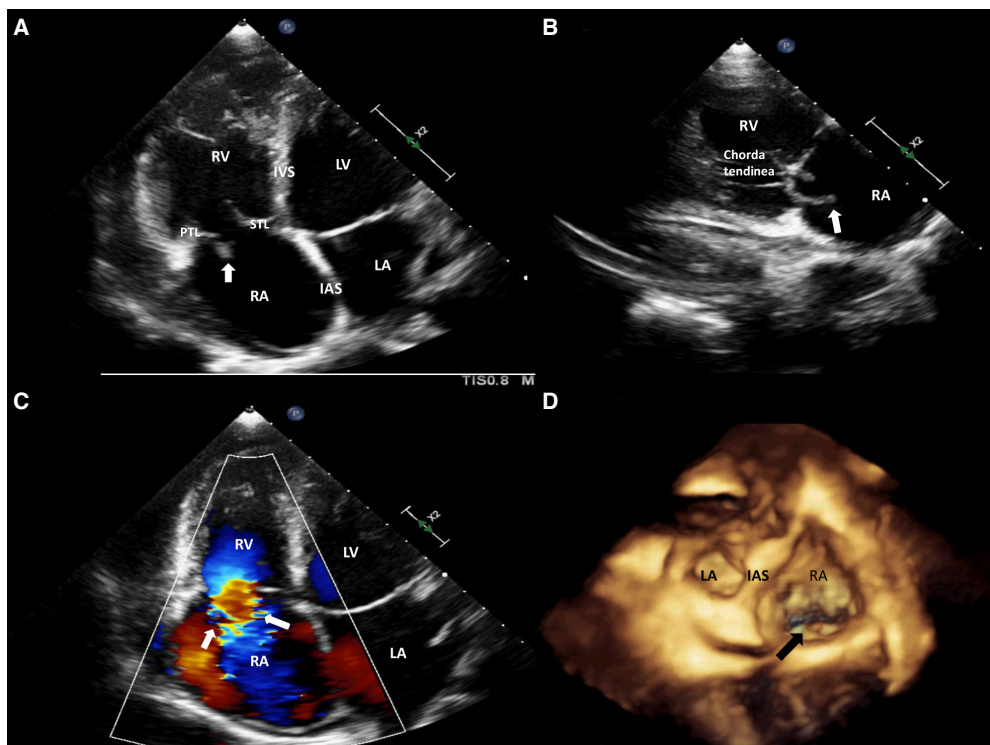 A
P
X2
RV
LV
IVS
PTL
STL
LA
RA
IAS
TIS0.8 M
B
P
X2
RV
Chorda
tendinea
RA
C
P
X2
RV
LV
RA
LA
D
LA
IAS
RA